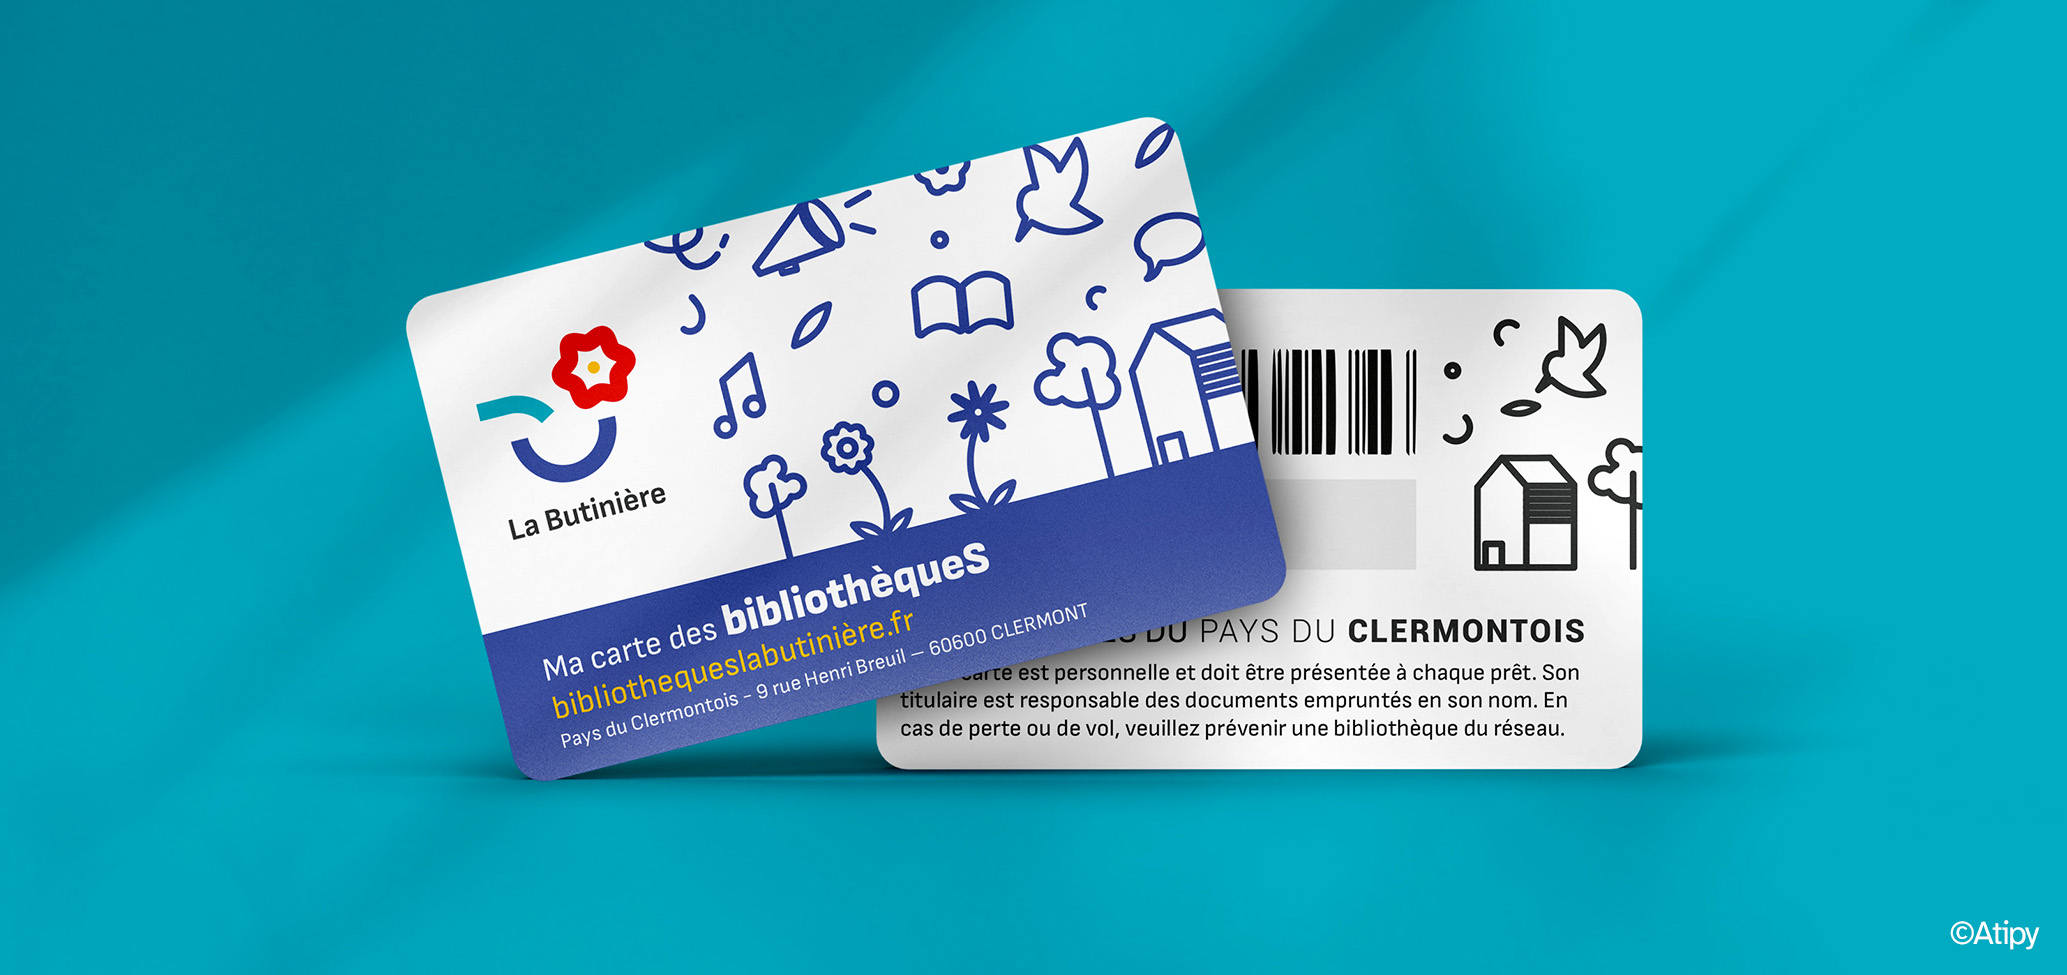 La Butinière
Ma carte des bibliothèqueS
bibliothequeslabutinière.fr
Pays du Clermontois - 9 rue Henri Breuil – 60600 CLERMONT
DU PAYS DU CLERMONTOIS
carte est personnelle et doit être présentée à chaque prêt. Son
titulaire est responsable des documents empruntés en son nom. En
cas de perte ou de vol, veuillez prévenir une bibliothèque du réseau.
©Atipy